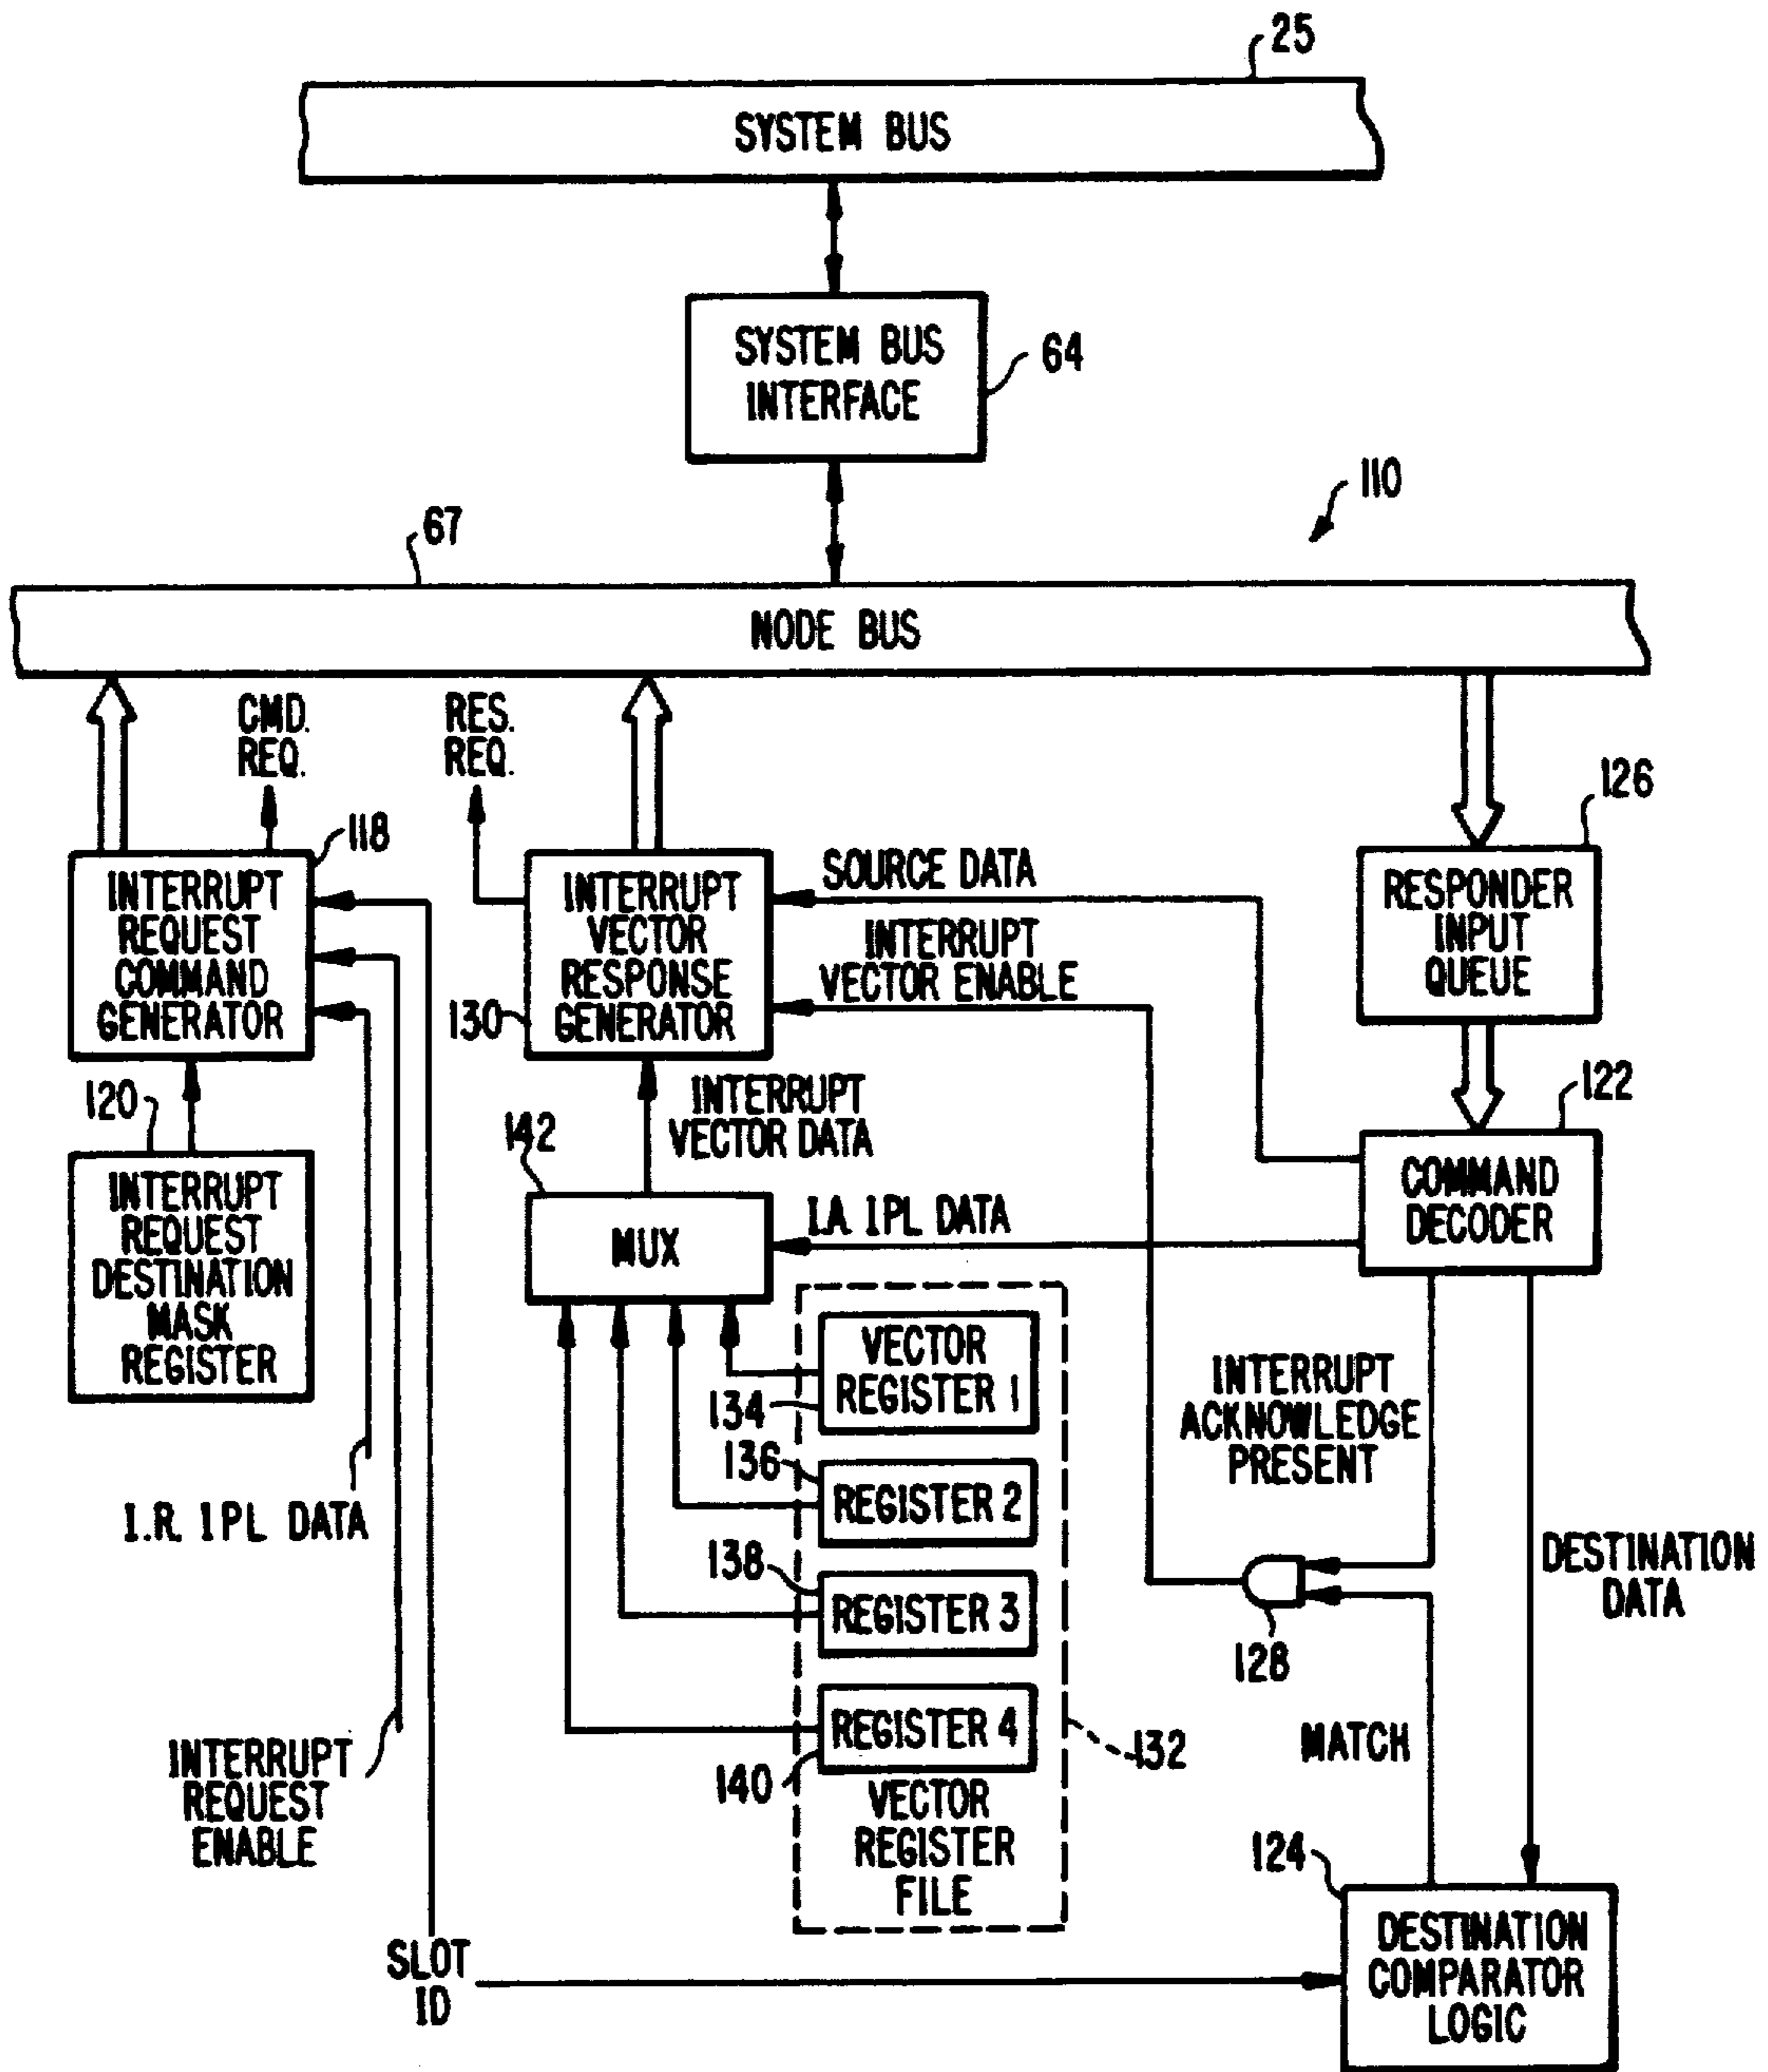 25
SYSTEM BUS
SYSTEM BUS
INTERFACE
64
110
67
NODE BUS
CMD.
REQ.
RES.
REQ.
126
118
INTERRUPT
REQUEST
COMMAND
GENERATOR
INTERRUPT
VECTOR
RESPONSE
GENERATOR
130
SOURCE DATA
INTERRUPT
VECTOR ENABLE
RESPONDER
INPUT
QUEUE
120
INTERRUPT
REQUEST
DESTINATION
MASK
REGISTER
142
INTERRUPT
VECTOR DATA
122
COMMAND
DECODER
MUX
I.A. IPL DATA
VECTOR
REGISTER 1
134
136
REGISTER 2
138
REGISTER 3
REGISTER 4
140
VECTOR
REGISTER
FILE
132
INTERRUPT
ACKNOWLEDGE
PRESENT
I.R. IPL DATA
128
DESTINATION
DATA
MATCH
INTERRUPT
REQUEST
ENABLE
124
DESTINATION
COMPARATOR
LOGIC
SLOT
ID